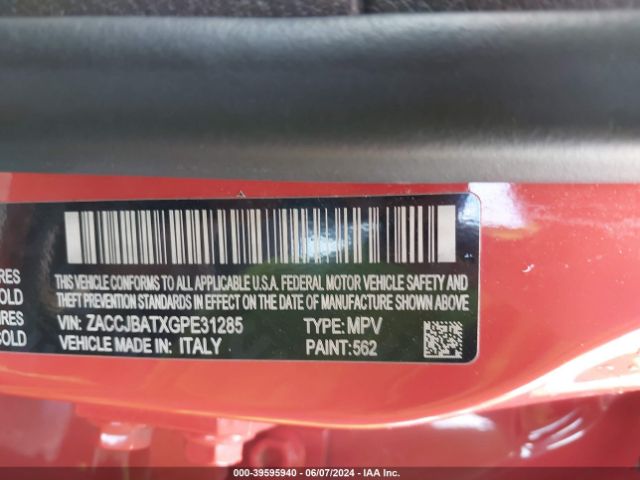 THIS VEHICLE CONFORMS TO ALL APPLICABLE U.S.A. FEDERAL MOTOR VEHICLE SAFETY AND
THEFT PREVENTION STANDARDS IN EFFECT ON THE DATE OF MANUFACTURE SHOWN ABOVE
VIN: ZACCJBATXGPE31285 TYPE: MPV
VEHICLE MADE IN: ITALY PAINT: 562
RES
OLD
IRES
COLD
000-39595940 - 06/07/2024 - IAA Inc.